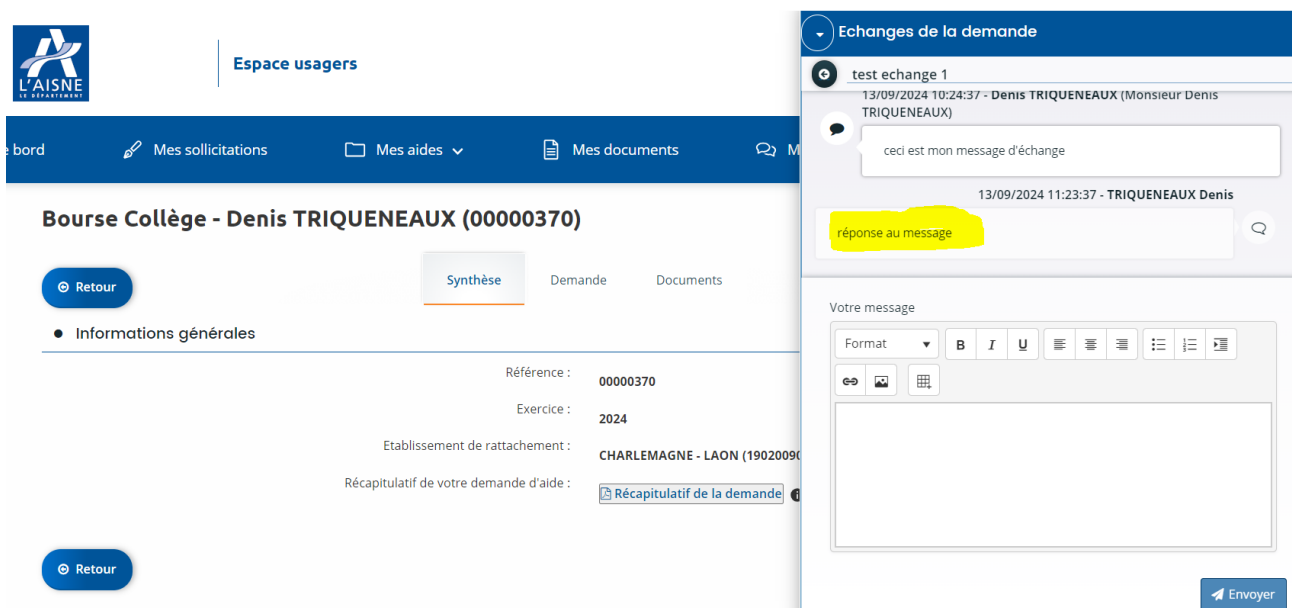 L'AISNE
LE DÉPARTEMENT
Espace usagers
e bord
Mes sollicitations
Mes aides
Mes documents
M
Bourse Collège - Denis TRIQUENEAUX (00000370)
Retour
Synthèse
Demande
Documents
Informations générales
Référence :
00000370
Exercice :
2024
Etablissement de rattachement :
CHARLEMAGNE - LAON (19020090
Récapitulatif de votre demande d'aide :
Récapitulatif de la demande
Retour
Echanges de la demande
test echange 1
13/09/2024 10:24:37 - Denis TRIQUENEAUX (Monsieur Denis
TRIQUENEAUX)
ceci est mon message d'échange
13/09/2024 11:23:37 - TRIQUENEAUX Denis
réponse au message
Votre message
Format
B I U
Envoyer